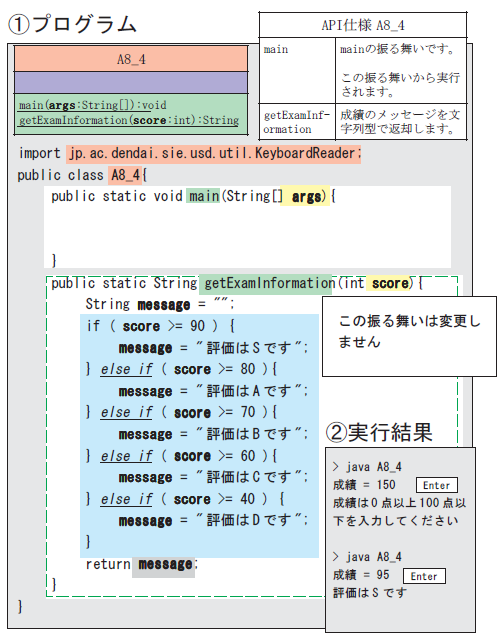 ①プログラム
A8_4
main(args:String[]):void
getExamInformation(score:int):String
API仕様 A8_4
main
mainの振る舞いです。
この振る舞いから実行
されます。
getExamInf-
ormation
成績のメッセージを文
字列型で返却します。
import jp.ac.dendai.sie.usd.util.KeyboardReader;
public class A8_4{
public static void main(String[] args){
}
public static String getExamInformation(int score){
String message = "";
if ( score >= 90 ) {
message = "評価はSです";
} else if ( score >= 80 ){
message = "評価はAです";
} else if ( score >= 70 ){
message = "評価はBです";
} else if ( score >= 60 ){
message = "評価はCです";
} else if ( score >= 40 ) {
message = "評価はDです";
}
return message;
}
}
この振る舞いは変更し
ません
②実行結果
> java A8_4
成績 = 150 Enter
成績は0点以上100点以
下を入力してください
> java A8_4
成績 = 95 Enter
評価はSです